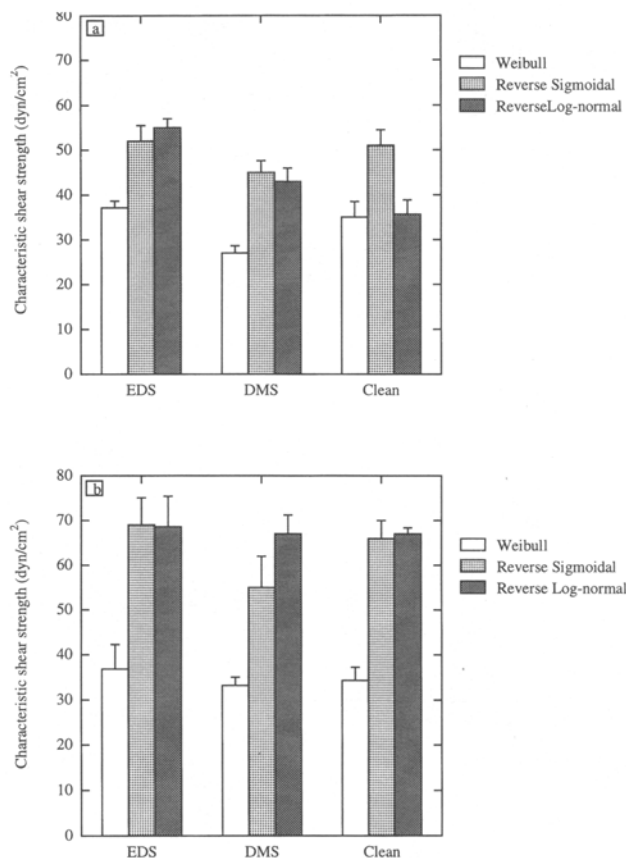 a
80
70
60
50
40
30
20
10
0
Characteristic shear strength (dyn/cm²)
EDS DMS Clean
Weibull
Reverse Sigmoidal
ReverseLog-normal
b
80
70
60
50
40
30
20
10
0
Characteristic shear strength (dyn/cm²)
EDS DMS Clean
Weibull
Reverse Sigmoidal
Reverse Log-normal